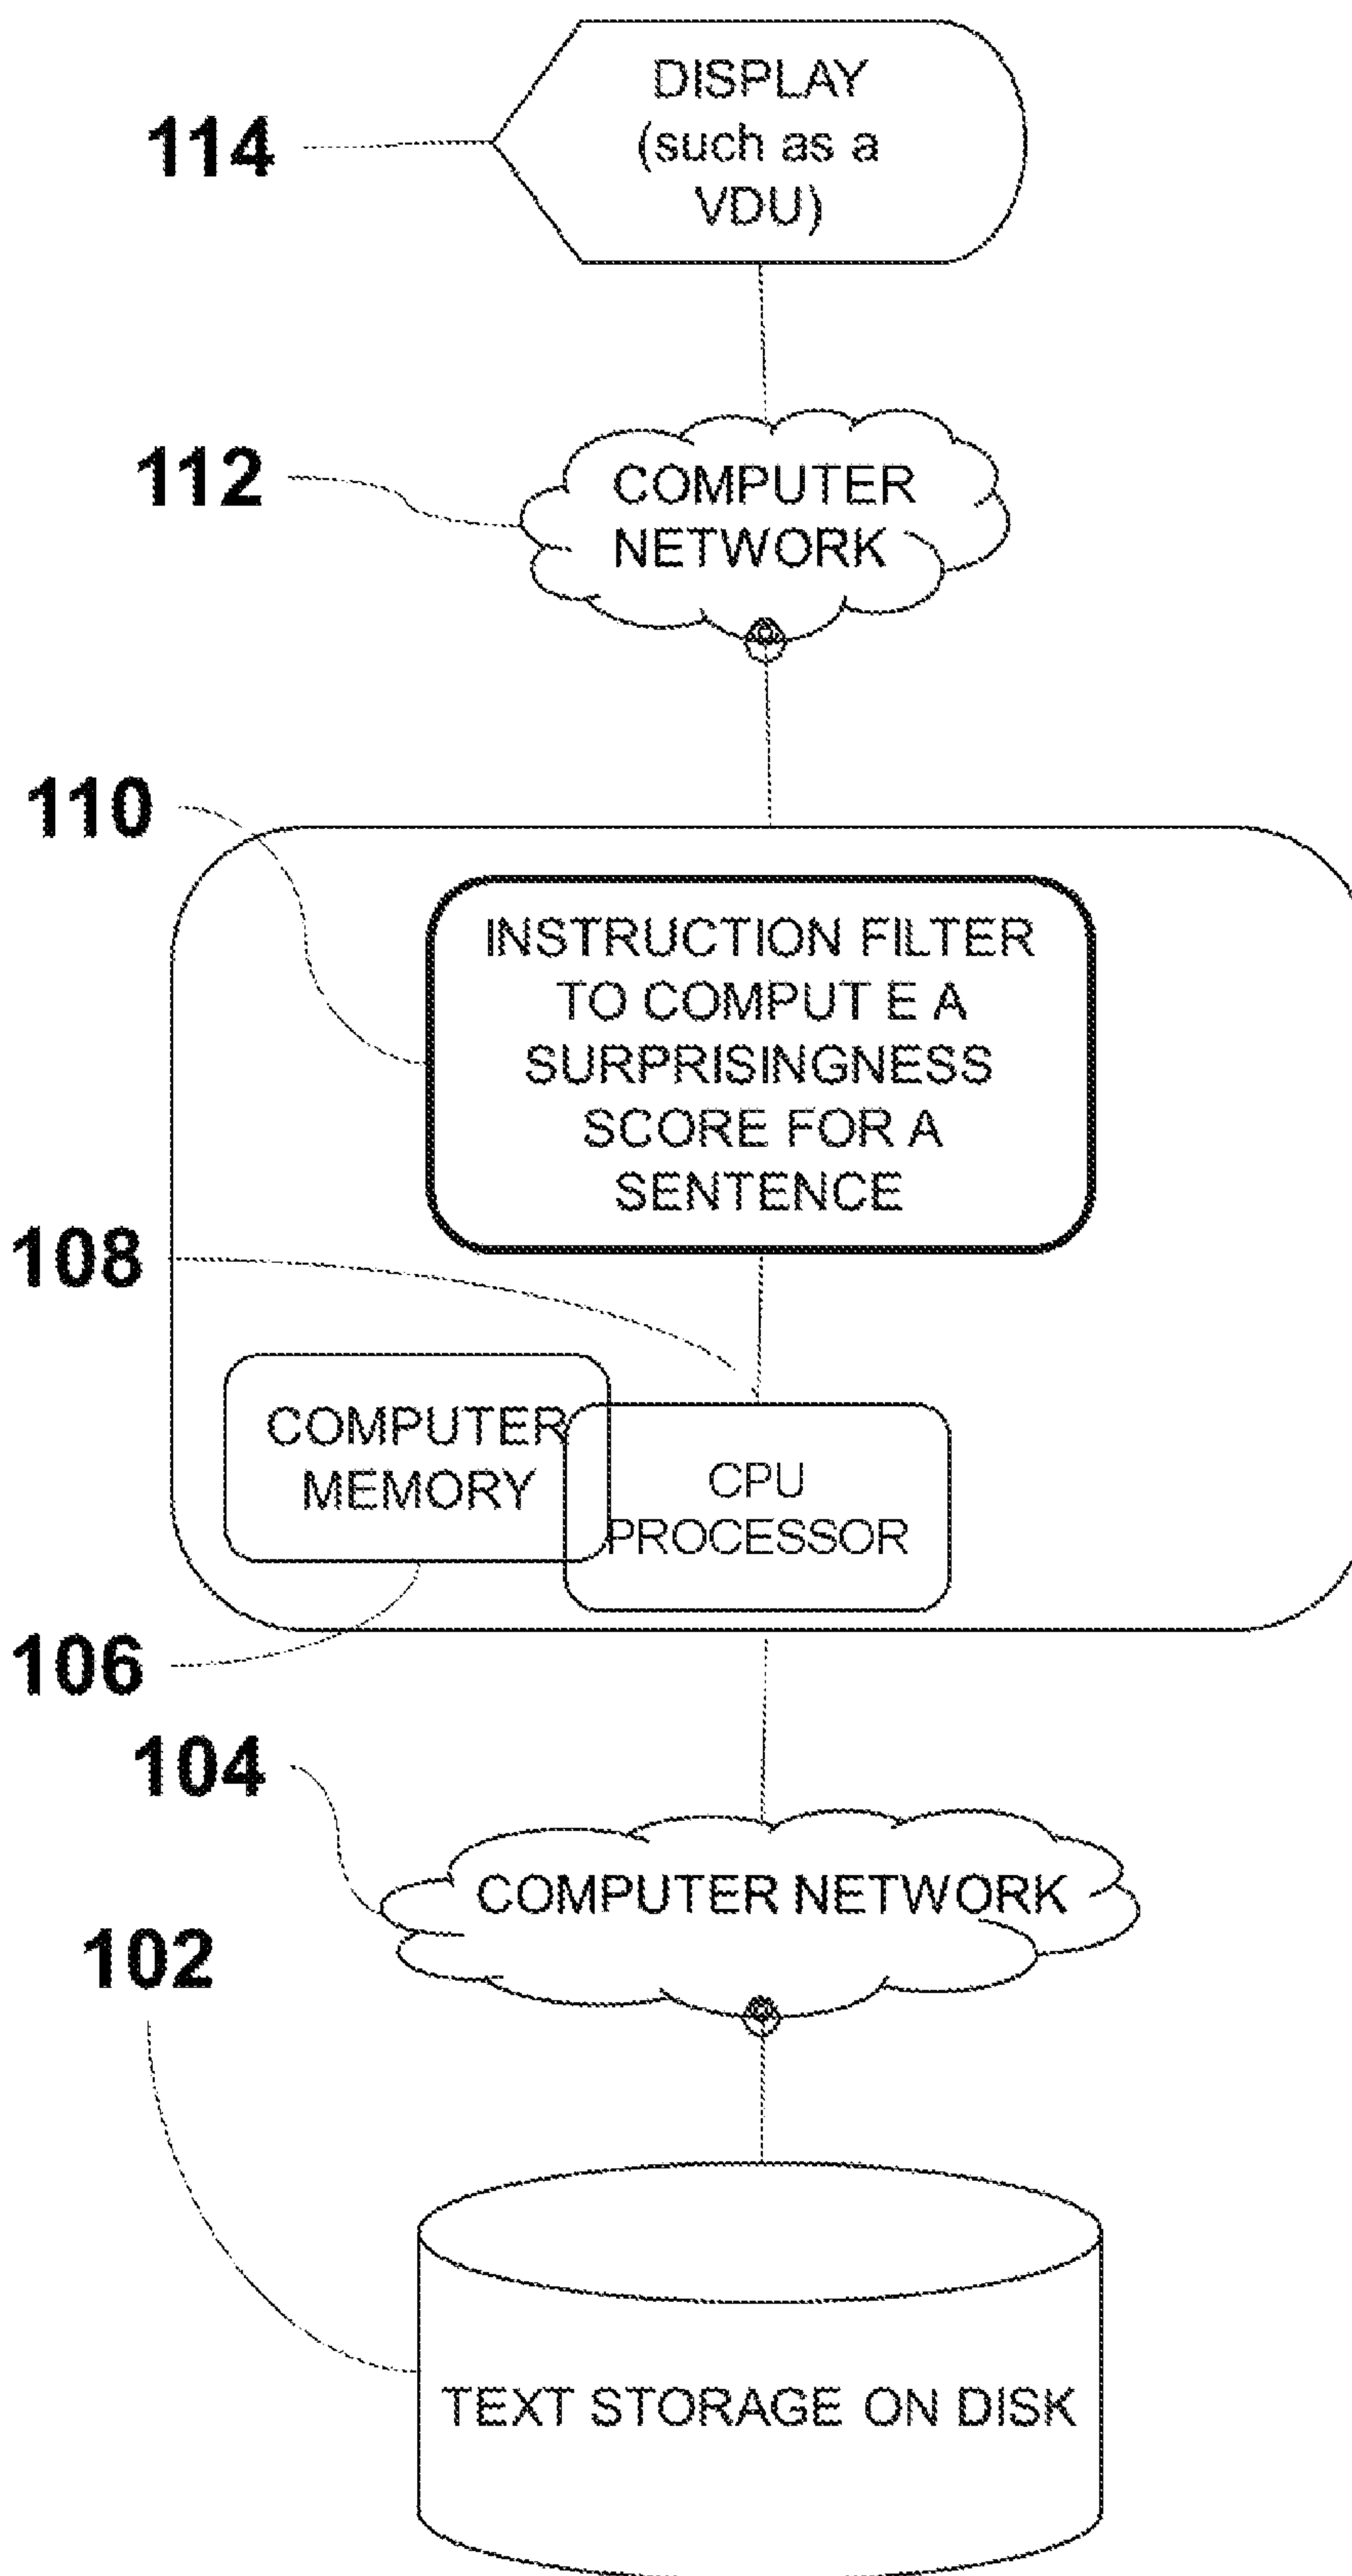 114
DISPLAY
(such as a
VDU)
112
COMPUTER
NETWORK
110
INSTRUCTION FILTER
TO COMPUT E A
SURPRISINGNESS
SCORE FOR A
SENTENCE
108
COMPUTER
MEMORY
CPU
PROCESSOR
106
104
COMPUTER NETWORK
102
TEXT STORAGE ON DISK